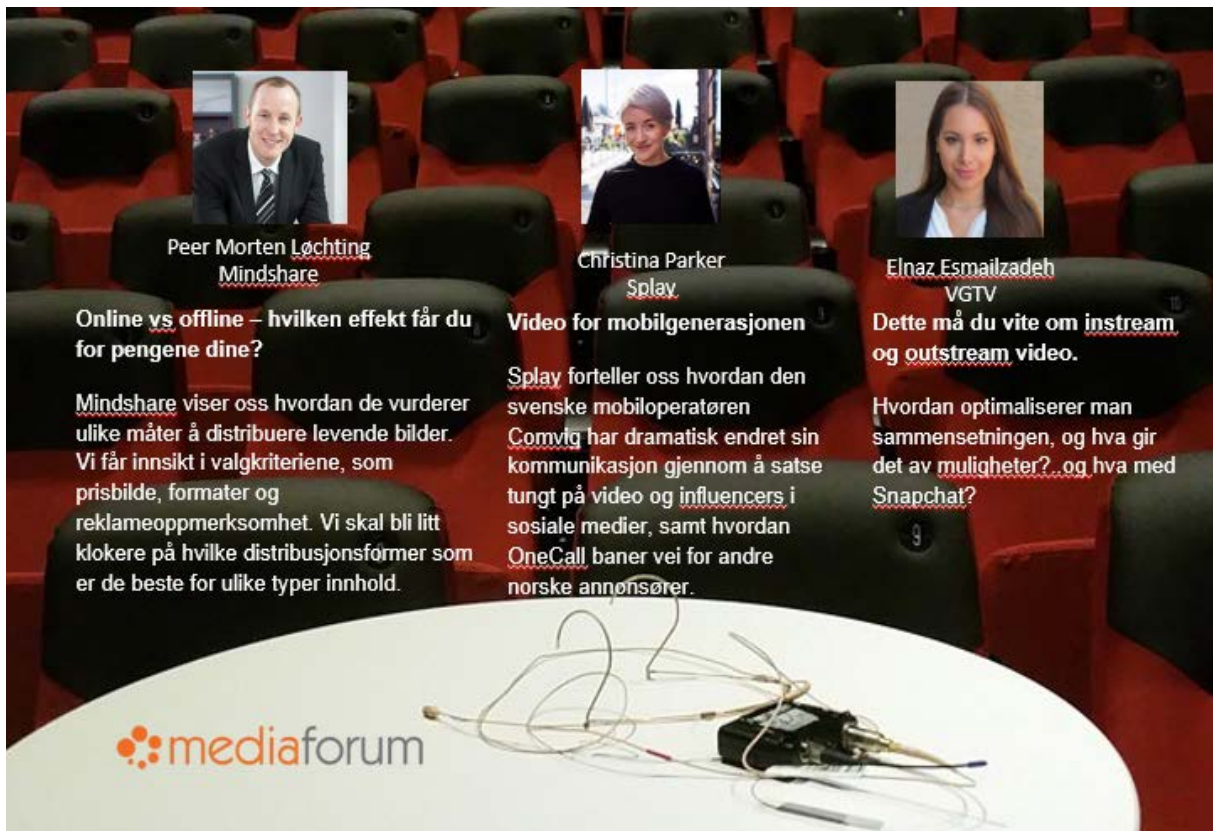 Peer Morten Løchting
Mindshare
Online vs offline – hvilken effekt får du
for pengene dine?
Mindshare viser oss hvordan de vurderer
ulike måter å distribuere levende bilder.
Vi får innsikt i valgkriteriene, som
prisbilde, formater og
reklameoppmerksomhet. Vi skal bli litt
klokere på hvilke distribusjonsformer som
er de beste for ulike typer innhold.
Christina Parker
Splay
Video for mobilgenerasjonen
Splay forteller oss hvordan den
svenske mobiloperatøren
Comviq har dramatisk endret sin
kommunikasjon gjennom å satse
tungt på video og influencers i
sosiale medier, samt hvordan
OneCall baner vei for andre
norske annonsører.
Elnaz Esmailzadeh
VGTV
Dette må du vite om instream
og outstream video.
Hvordan optimaliserer man
sammensetningen, og hva gir
det av muligheter?..og hva med
Snapchat?
9
mediaforum